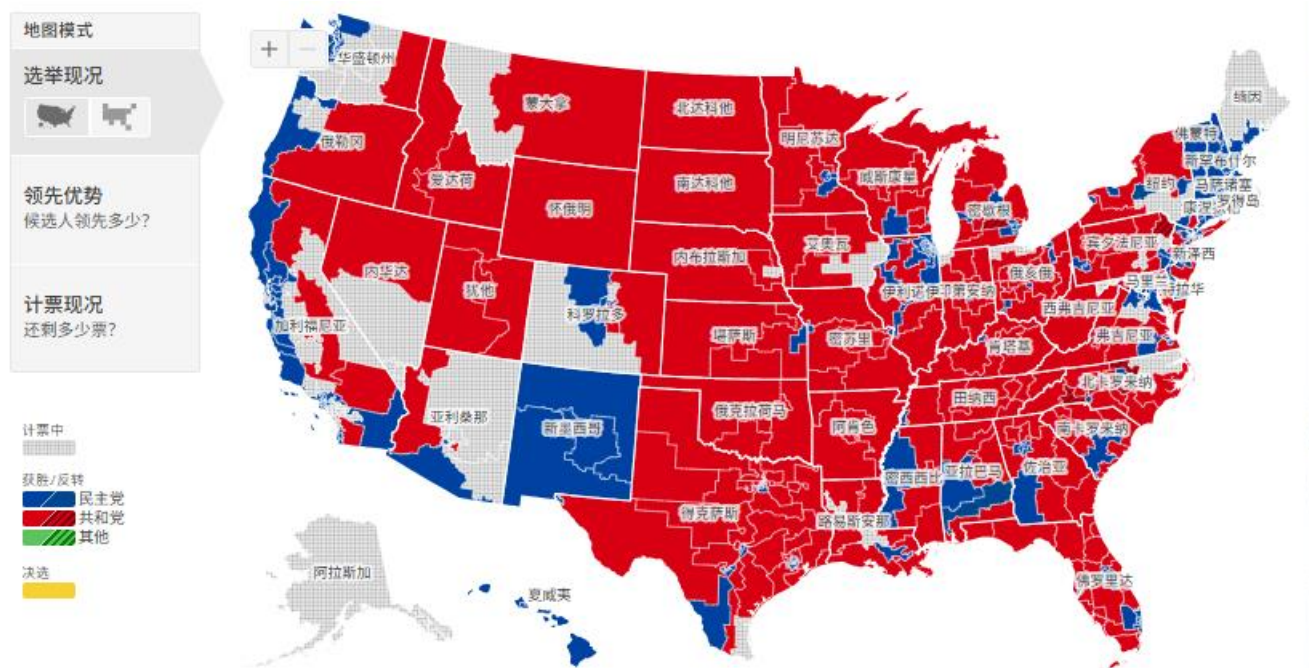 地图模式
选举现况
领先优势
候选人领先多少?
计票现况
还剩多少票?
计票中
获胜/反转
民主党
共和党
其他
决选
+
−
华盛顿州
蒙大拿
北达科他
明尼苏达
缅因
俄勒冈
爱达荷
南达科他
威斯康星
密歇根
纽约
佛蒙特
新罕布什尔
马萨诸塞
罗得岛
怀俄明
艾奥瓦
内布拉斯加
宾夕法尼亚
新泽西
内华达
犹他
科罗拉多
伊利诺伊
印第安纳
俄亥俄
马里兰
特拉华
西弗吉尼亚
弗吉尼亚
加利福尼亚
堪萨斯
密苏里
肯塔基
北卡罗来纳
亚利桑那
新墨西哥
俄克拉荷马
阿肯色
田纳西
南卡罗来纳
密西西比
亚拉巴马
佐治亚
得克萨斯
路易斯安那
佛罗里达
阿拉斯加
夏威夷